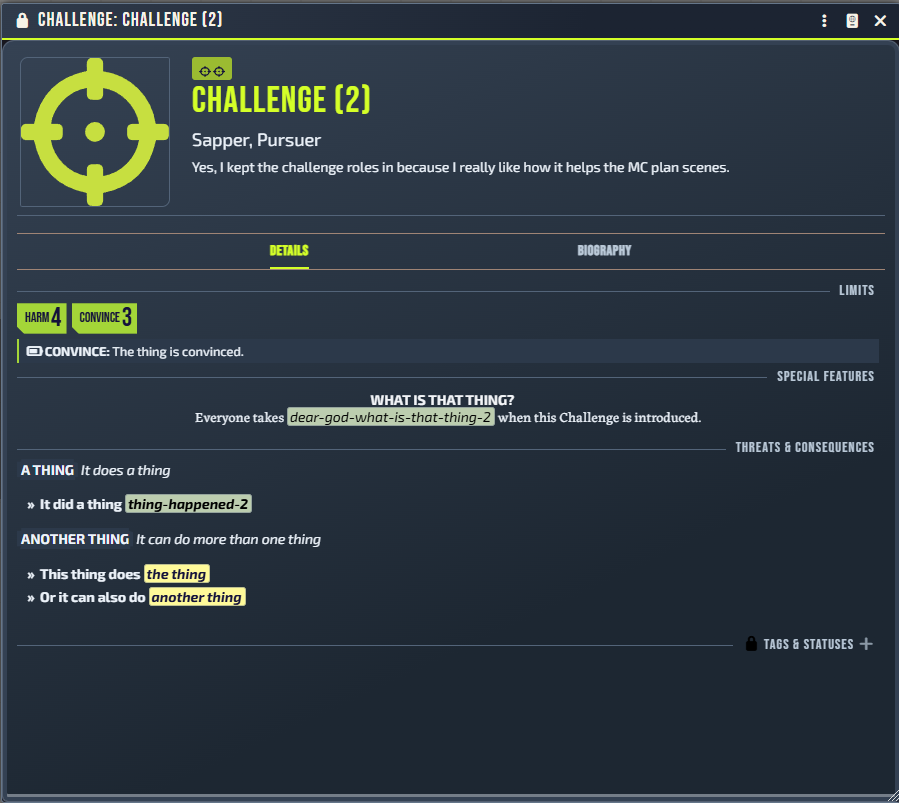 CHALLENGE: CHALLENGE (2)
CHALLENGE (2)
Sapper, Pursuer
Yes, I kept the challenge roles in because I really like how it helps the MC plan scenes.
DETAILS
BIOGRAPHY
LIMITS
HARM 4
CONVINCE 3
CONVINCE: The thing is convinced.
SPECIAL FEATURES
WHAT IS THAT THING?
Everyone takes dear-god-what-is-that-thing-2 when this Challenge is introduced.
THREATS & CONSEQUENCES
A THING It does a thing
» It did a thing thing-happened-2
ANOTHER THING It can do more than one thing
» This thing does the thing
» Or it can also do another thing
TAGS & STATUSES